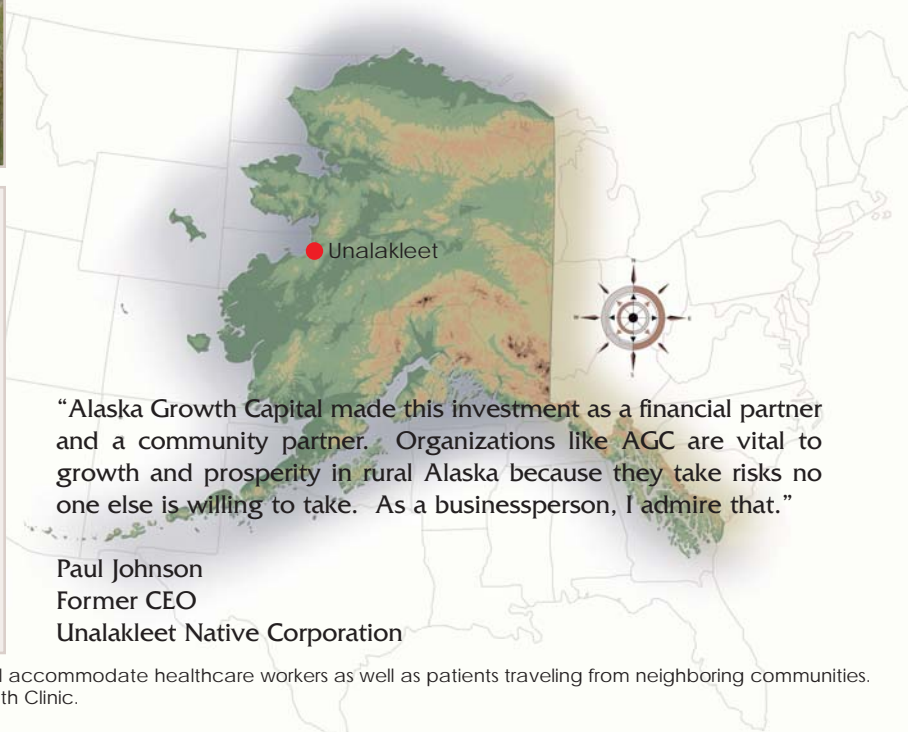 Unalakleet
“Alaska Growth Capital made this investment as a financial partner
and a community partner.  Organizations like AGC are vital to
growth and prosperity in rural Alaska because they take risks no
one else is willing to take.  As a businessperson, I admire that.”
Paul Johnson
Former CEO
Unalakleet Native Corporation
accommodate healthcare workers as well as patients traveling from neighboring communities.
Clinic.